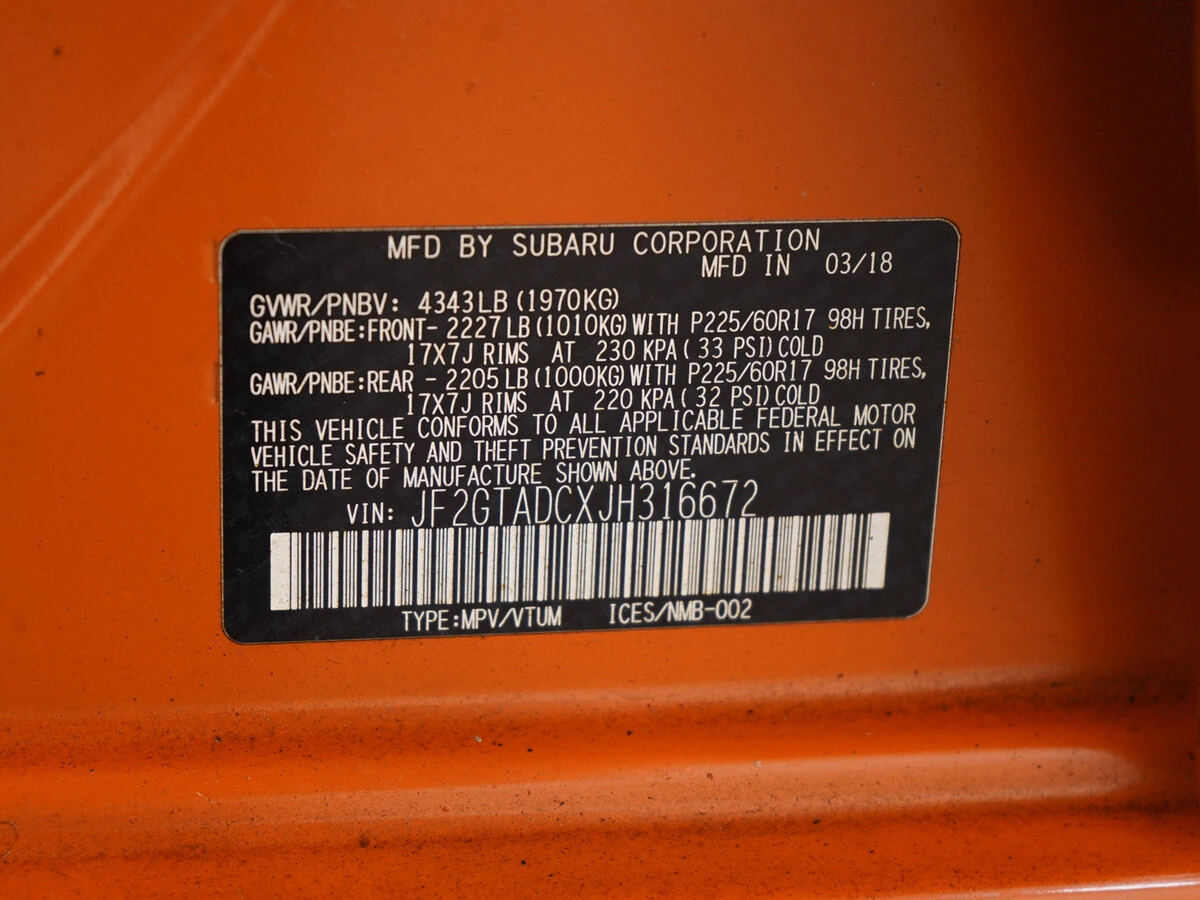 MFD BY SUBARU CORPORATION
MFD IN 03/18
GVWR/PNBV: 4343LB (1970KG)
GAWR/PNBE:FRONT- 2227LB (1010KG) WITH P225/60R17 98H TIRES,
17X7J RIMS AT 230 KPA ( 33 PSI) COLD
GAWR/PNBE:REAR - 2205LB (1000KG) WITH P225/60R17 98H TIRES,
17X7J RIMS AT 220 KPA ( 32 PSI) COLD
THIS VEHICLE CONFORMS TO ALL APPLICABLE FEDERAL MOTOR
VEHICLE SAFETY AND THEFT PREVENTION STANDARDS IN EFFECT ON
THE DATE OF MANUFACTURE SHOWN ABOVE.
VIN: JF2GTADCXJH316672
TYPE:MPV/VTUM ICES/NMB-002